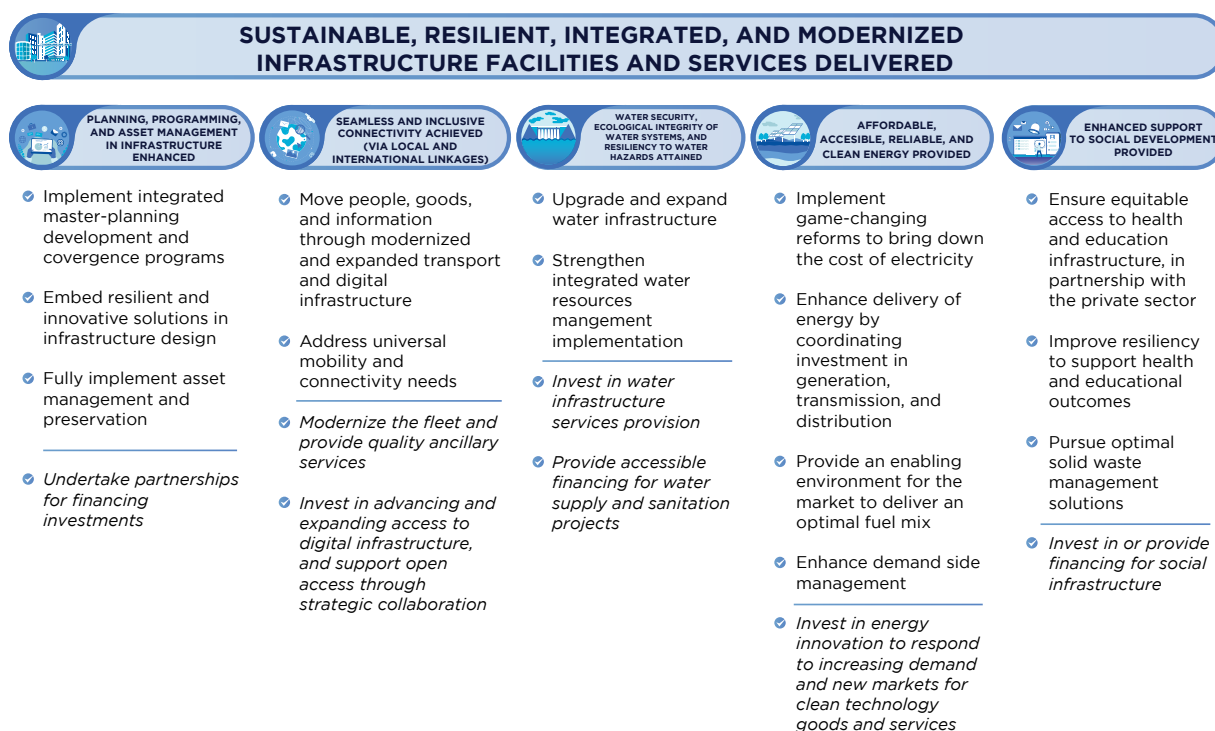 SUSTAINABLE, RESILIENT, INTEGRATED, AND MODERNIZED
INFRASTRUCTURE FACILITIES AND SERVICES DELIVERED
PLANNING, PROGRAMMING,
AND ASSET MANAGEMENT
IN INFRASTRUCTURE
ENHANCED
Implement integrated
master-planning
development and
covergence programs
Embed resilient and
innovative solutions in
infrastructure design
Fully implement asset
management and
preservation
Undertake partnerships
for financing
investments
SEAMLESS AND INCLUSIVE
CONNECTIVITY ACHIEVED
(VIA LOCAL AND
INTERNATIONAL LINKAGES)
Move people, goods,
and information
through modernized
and expanded transport
and digital
infrastructure
Address universal
mobility and
connectivity needs
Modernize the fleet and
provide quality ancillary
services
Invest in advancing and
expanding access to
digital infrastructure,
and support open
access through
strategic collaboration
WATER SECURITY,
ECOLOGICAL INTEGRITY OF
WATER SYSTEMS, AND
RESILIENCY TO WATER
HAZARDS ATTAINED
Upgrade and expand
water infrastructure
Strengthen
integrated water
resources
mangement
implementation
Invest in water
infrastructure
services provision
Provide accessible
financing for water
supply and sanitation
projects
AFFORDABLE,
ACCESIBLE, RELIABLE, AND
CLEAN ENERGY PROVIDED
Implement
game-changing
reforms to bring down
the cost of electricity
Enhance delivery of
energy by
coordinating
investment in
generation,
transmission, and
distribution
Provide an enabling
environment for the
market to deliver an
optimal fuel mix
Enhance demand side
management
Invest in energy
innovation to respond
to increasing demand
and new markets for
clean technology
goods and services
ENHANCED SUPPORT
TO SOCIAL DEVELOPMENT
PROVIDED
Ensure equitable
access to health
and education
infrastructure, in
partnership with
the private sector
Improve resiliency
to support health
and educational
outcomes
Pursue optimal
solid waste
management
solutions
Invest in or provide
financing for social
infrastructure